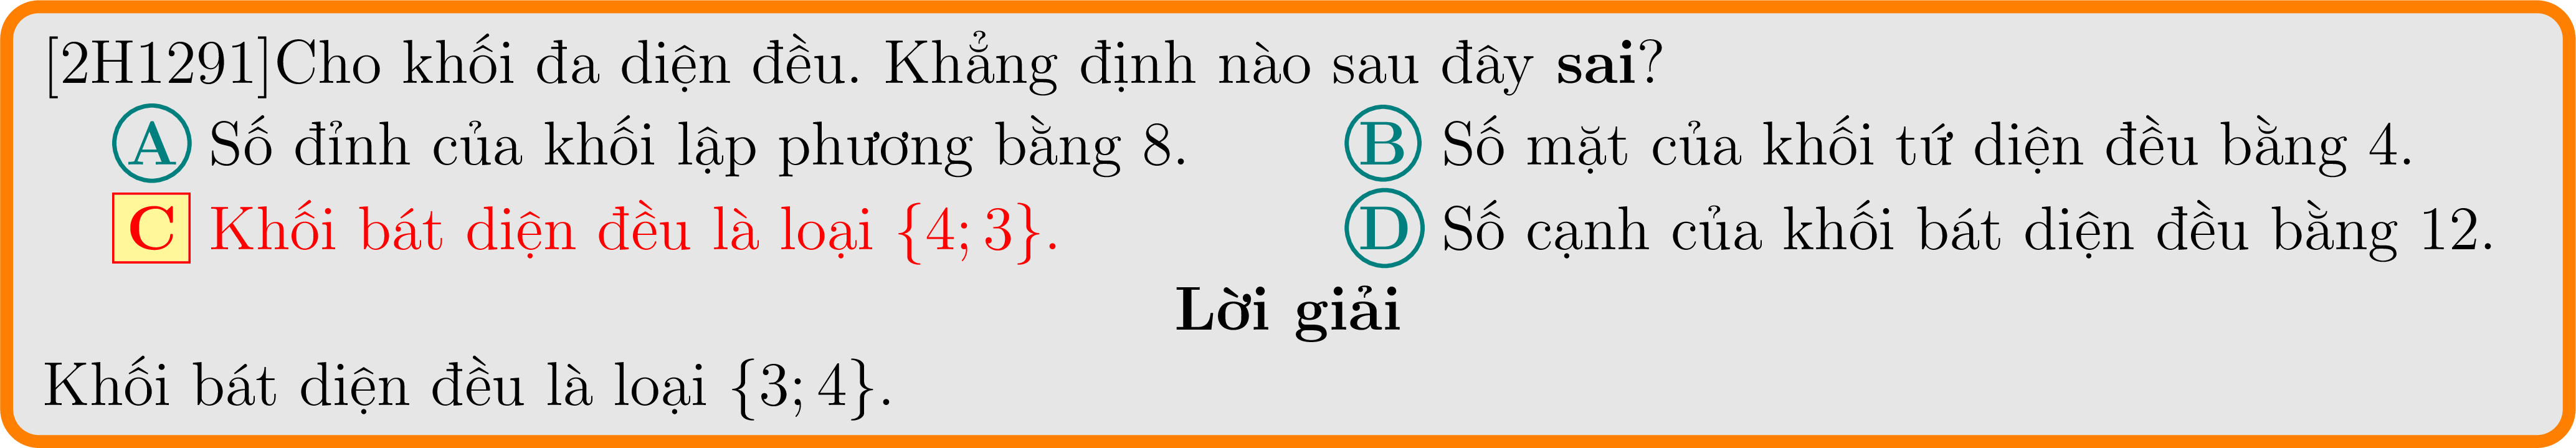 [2H1291]Cho khối đa diện đều. Khẳng định nào sau đây sai?
A Số đỉnh của khối lập phương bằng 8. B Số mặt của khối tứ diện đều bằng 4.
C Khối bát diện đều là loại {4; 3}. D Số cạnh của khối bát diện đều bằng 12.
Lời giải
Khối bát diện đều là loại {3; 4}.